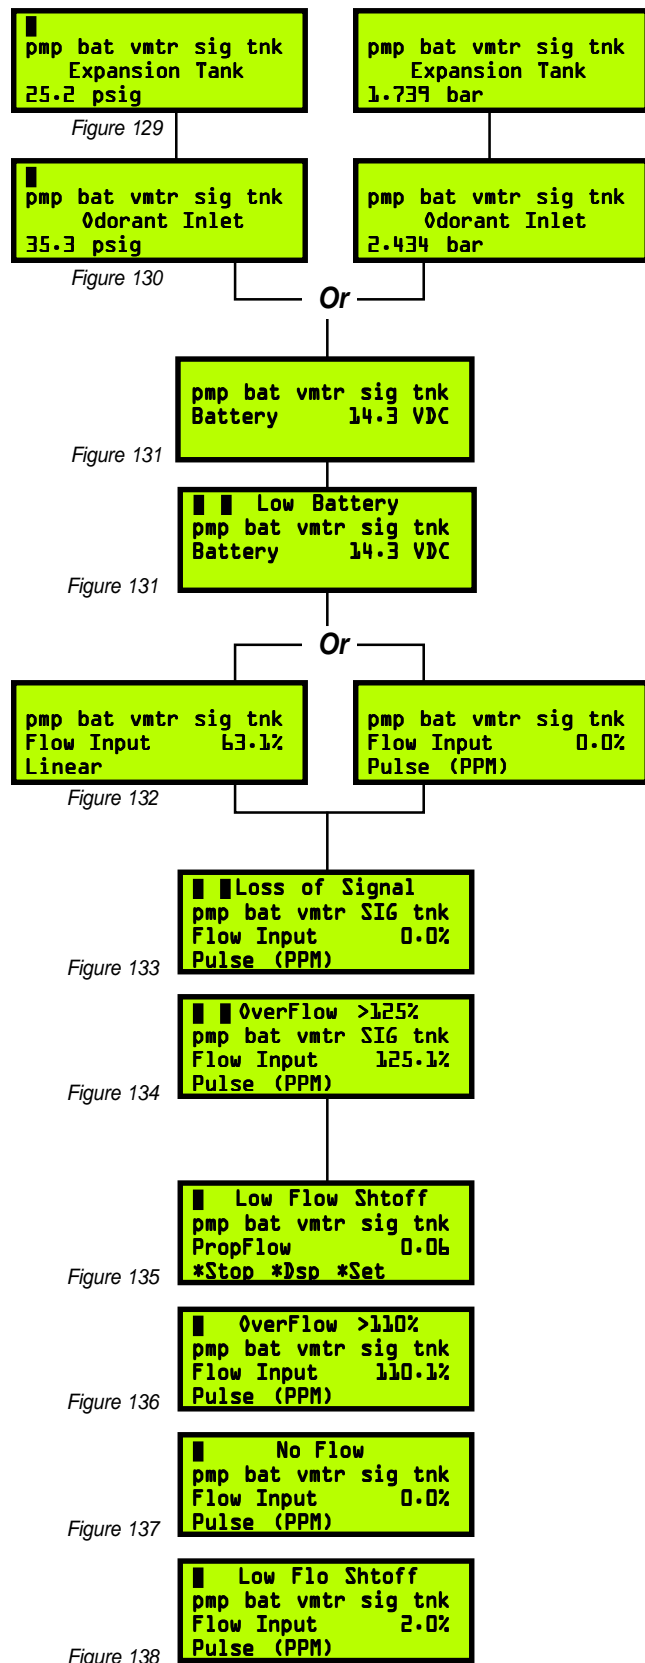 pmp bat vmtr sig tnk
Expansion Tank
25.2 psig
pmp bat vmtr sig tnk
Expansion Tank
1.739 bar
Figure 129
pmp bat vmtr sig tnk
Odorant Inlet
35.3 psig
pmp bat vmtr sig tnk
Odorant Inlet
2.434 bar
Figure 130
Or
pmp bat vmtr sig tnk
Battery 14.3 VDC
Figure 131
Low Battery
pmp bat vmtr sig tnk
Battery 14.3 VDC
Figure 131
Or
pmp bat vmtr sig tnk
Flow Input 63.1%
Linear
pmp bat vmtr sig tnk
Flow Input 0.0%
Pulse (PPM)
Figure 132
Loss of Signal
pmp bat vmtr SIG tnk
Flow Input 0.0%
Pulse (PPM)
Figure 133
OverFlow >125%
pmp bat vmtr SIG tnk
Flow Input 125.1%
Pulse (PPM)
Figure 134
Low Flow Shtoff
pmp bat vmtr sig tnk
PropFlow 0.06
*Stop *Dsp *Set
Figure 135
OverFlow >110%
pmp bat vmtr sig tnk
Flow Input 110.1%
Pulse (PPM)
Figure 136
No Flow
pmp bat vmtr sig tnk
Flow Input 0.0%
Pulse (PPM)
Figure 137
Low Flo Shtoff
pmp bat vmtr sig tnk
Flow Input 2.0%
Pulse (PPM)
Figure 138